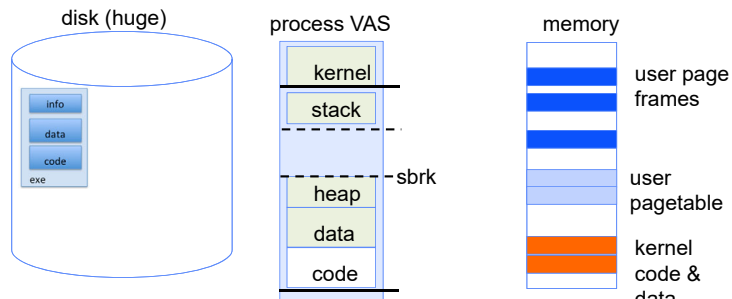 disk (huge)
info
data
code
exe
process VAS
kernel
stack
sbrk
heap
data
code
memory
user page
frames
user
pagetable
kernel
code &
data